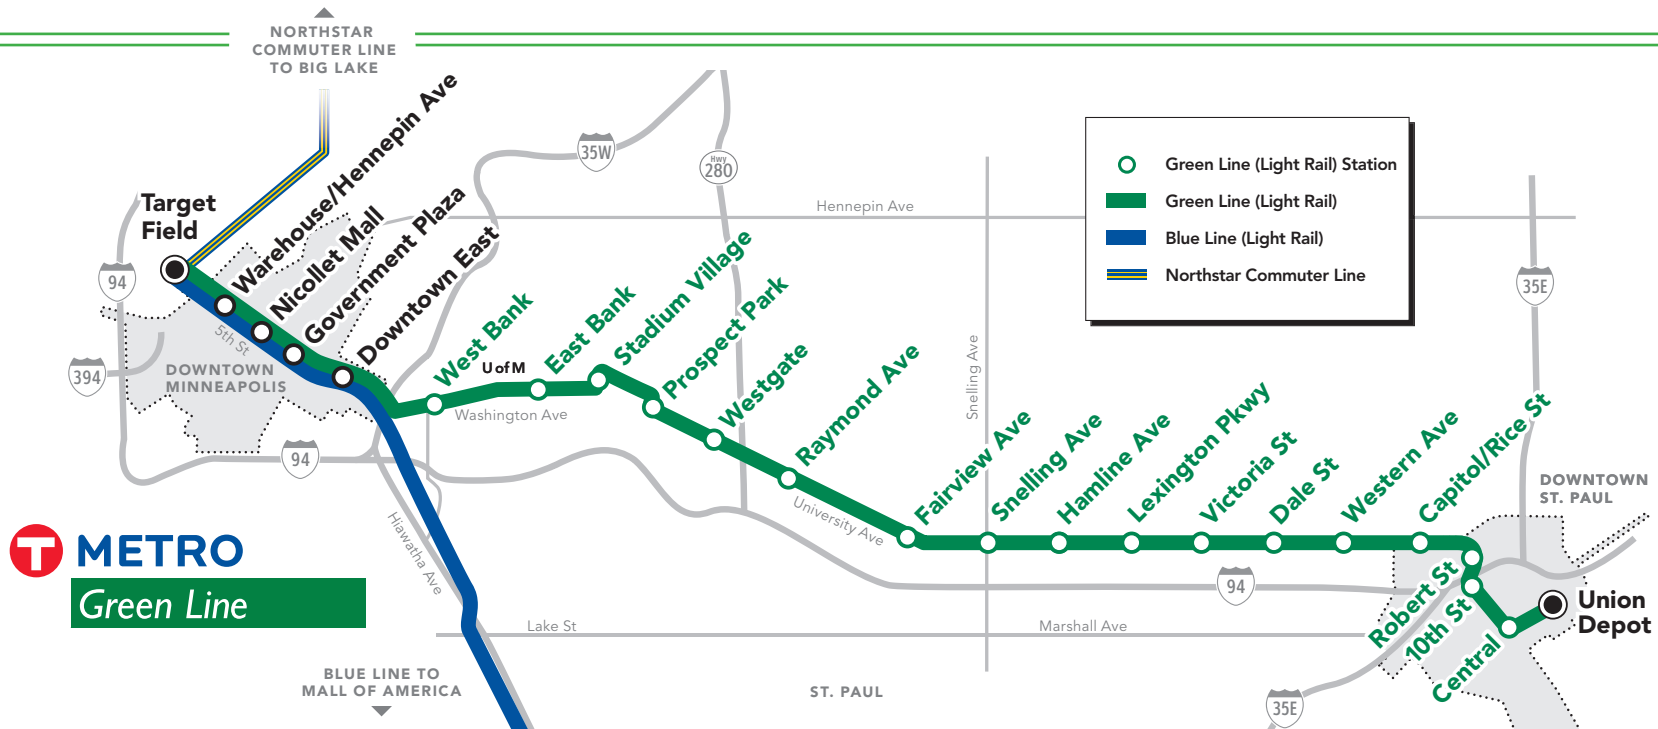 NORTHSTAR
COMMUTER LINE
TO BIG LAKE
Target
Field
Warehouse/Hennepin Ave
Nicollet Mall
Government Plaza
Downtown East
West Bank
U of M
East Bank
Stadium Village
Prospect Park
Westgate
Raymond Ave
Fairview Ave
Snelling Ave
Hamline Ave
Lexington Pkwy
Victoria St
Dale St
Western Ave
Capitol/Rice St
Robert St
10th St
Central
Union
Depot
Green Line (Light Rail) Station
Green Line (Light Rail)
Blue Line (Light Rail)
Northstar Commuter Line
35W
Hwy
280
Hennepin Ave
94
394
5th St
DOWNTOWN
MINNEAPOLIS
Washington Ave
94
University Ave
Snelling Ave
35E
DOWNTOWN
ST. PAUL
Hiawatha Ave
94
Lake St
Marshall Ave
35E
ST. PAUL
BLUE LINE TO
MALL OF AMERICA
T METRO
Green Line